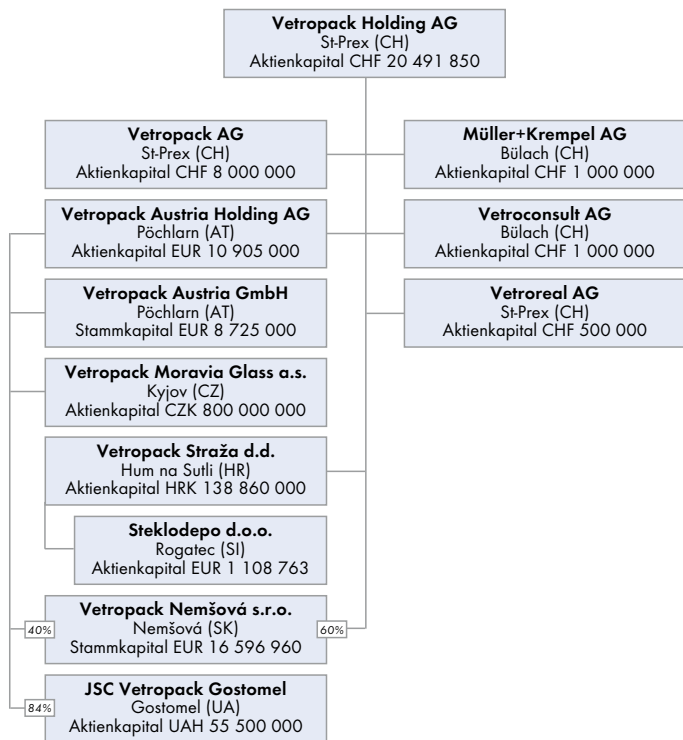 Vetropack Holding AG
St-Prex (CH)
Aktienkapital CHF 20 491 850
Vetropack AG
St-Prex (CH)
Aktienkapital CHF 8 000 000
Müller+Krempel AG
Bülach (CH)
Aktienkapital CHF 1 000 000
Vetropack Austria Holding AG
Pöchlarn (AT)
Aktienkapital EUR 10 905 000
Vetroconsult AG
Bülach (CH)
Aktienkapital CHF 1 000 000
Vetropack Austria GmbH
Pöchlarn (AT)
Stammkapital EUR 8 725 000
Vetroreal AG
St-Prex (CH)
Aktienkapital CHF 500 000
Vetropack Moravia Glass a.s.
Kyjov (CZ)
Aktienkapital CZK 800 000 000
Vetropack Straža d.d.
Hum na Sutli (HR)
Aktienkapital HRK 138 860 000
Steklodepo d.o.o.
Rogatec (SI)
Aktienkapital EUR 1 108 763
Vetropack Nemšová s.r.o.
40% Nemšová (SK) 60%
Stammkapital EUR 16 596 960
JSC Vetropack Gostomel
84% Gostomel (UA)
Aktienkapital UAH 55 500 000